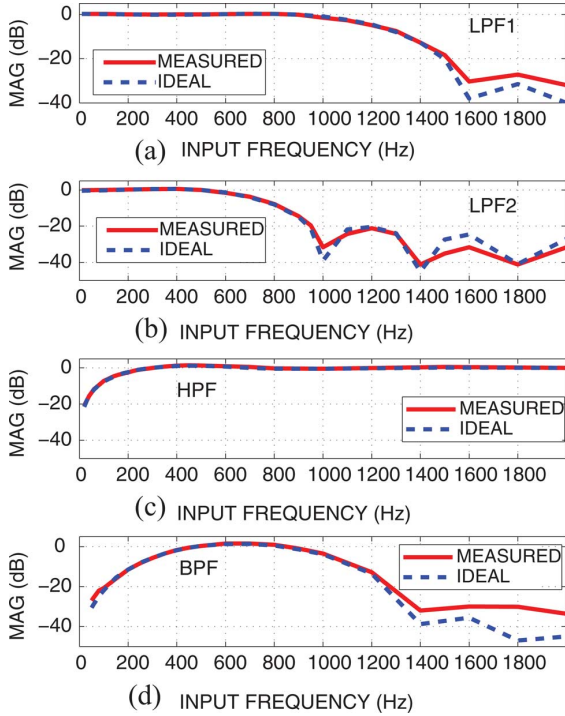 MAG (dB)
0
−20
−40
LPF1
MEASURED
IDEAL
0 200 400 600 800 1000 1200 1400 1600 1800
(a) INPUT FREQUENCY (Hz)
MAG (dB)
0
−20
−40
LPF2
MEASURED
IDEAL
0 200 400 600 800 1000 1200 1400 1600 1800
(b) INPUT FREQUENCY (Hz)
MAG (dB)
0
−20
−40
HPF
MEASURED
IDEAL
0 200 400 600 800 1000 1200 1400 1600 1800
(c) INPUT FREQUENCY (Hz)
MAG (dB)
0
−20
−40
BPF
MEASURED
IDEAL
0 200 400 600 800 1000 1200 1400 1600 1800
(d) INPUT FREQUENCY (Hz)